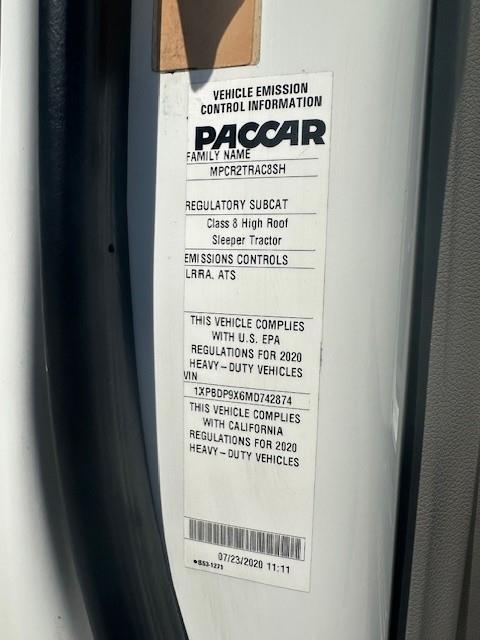 VEHICLE EMISSION
CONTROL INFORMATION
PACCAR
FAMILY NAME
MPCR2TRAC8SH
REGULATORY SUBCAT
Class 8 High Roof
Sleeper Tractor
EMISSIONS CONTROLS
LRRA, ATS
THIS VEHICLE COMPLIES
WITH U.S. EPA
REGULATIONS FOR 2020
HEAVY-DUTY VEHICLES
VIN
1XPBDP9X6MD742874
THIS VEHICLE COMPLIES
WITH CALIFORNIA
REGULATIONS FOR 2020
HEAVY-DUTY VEHICLES
07/23/2020 11:11
•B53-1271